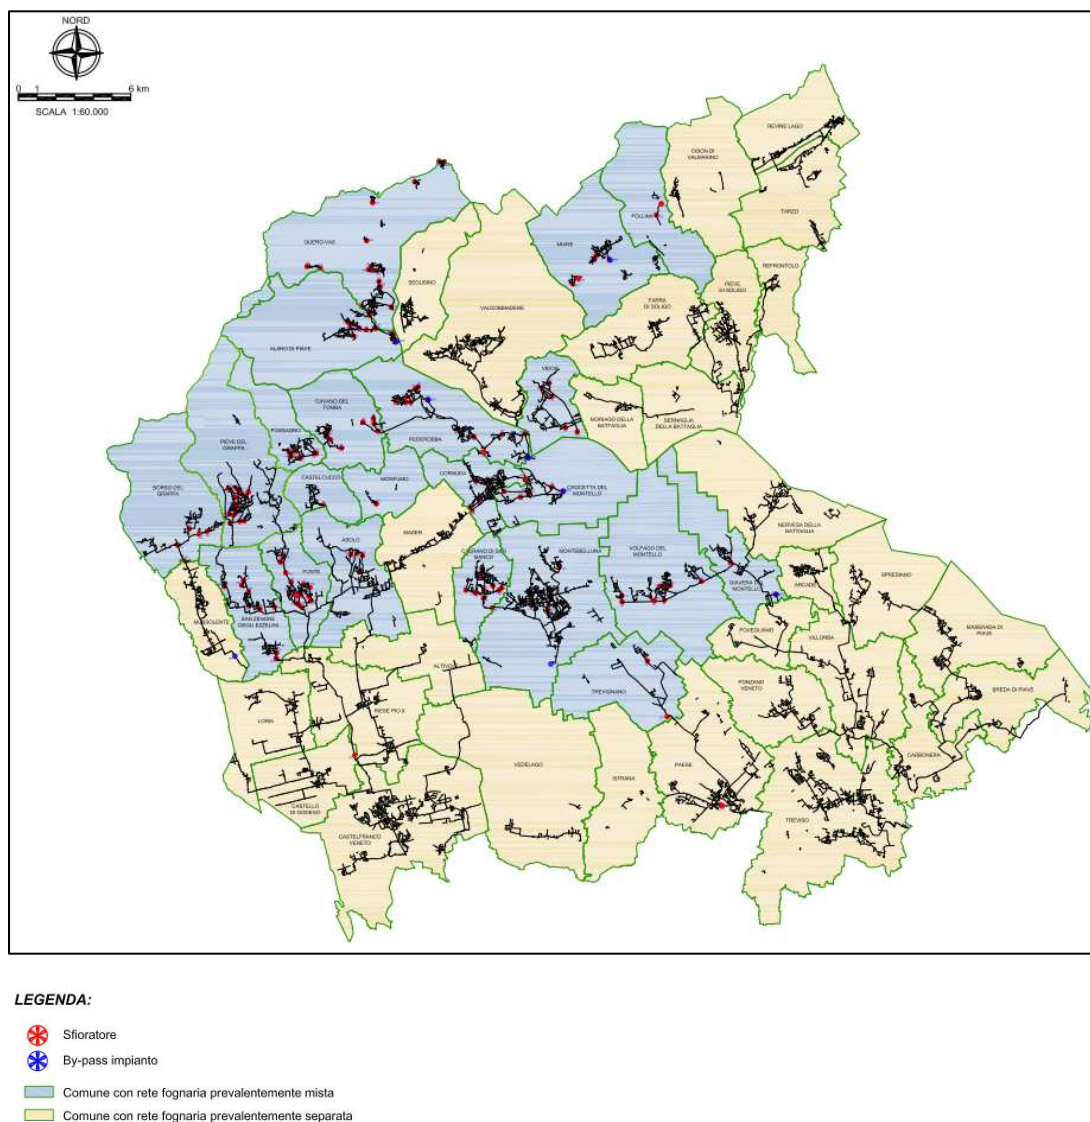 NORD
0 1 6 km
SCALA 1:60.000
REVINE LAGO
CISON DI
VALMARINO
TARZO
FOLLINA
MIANE
QUERO-VAS
REFRONTOLO
SEGUSINO
PIEVE
DI SOLIGO
FARRA
DI SOLIGO
VALDOBBIADENE
ALANO DI PIAVE
VIDOR
CAVASO DEL
TOMBA
MORIAGO DELLA
BATTAGLIA
SERNAGLIA
DELLA BATTAGLIA
POSSAGNO
PEDEROBBA
PIEVE DEL
GRAPPA
CORNUDA
CASTELCUCCO
MONFUMO
BORSO DEL
GRAPPA
CROCETTA DEL
MONTELLO
NERVESA DELLA
BATTAGLIA
MASER
ASOLO
CAERANO DI SAN
MARCO
MONTEBELLUNA
VOLPAGO DEL
MONTELLO
FONTE
SPRESIANO
ARCADE
GIAVERA DEL
MONTELLO
MUSSOLENTE
SAN ZENONE
DEGLI EZZELINI
MASERADA DI
PIAVE
POVEGLIANO
VILLORBA
ALTIVOLE
TREVIGNANO
PONZANO
VENETO
BREDA DI PIAVE
RIESE PIO X
LORIA
CARBONERA
VEDELAGO
PAESE
ISTRANA
CASTELLO
DI GODEGO
TREVISO
CASTELFRANCO
VENETO
LEGENDA:
Sfioratore
By-pass impianto
Comune con rete fognaria prevalentemente mista
Comune con rete fognaria prevalentemente separata